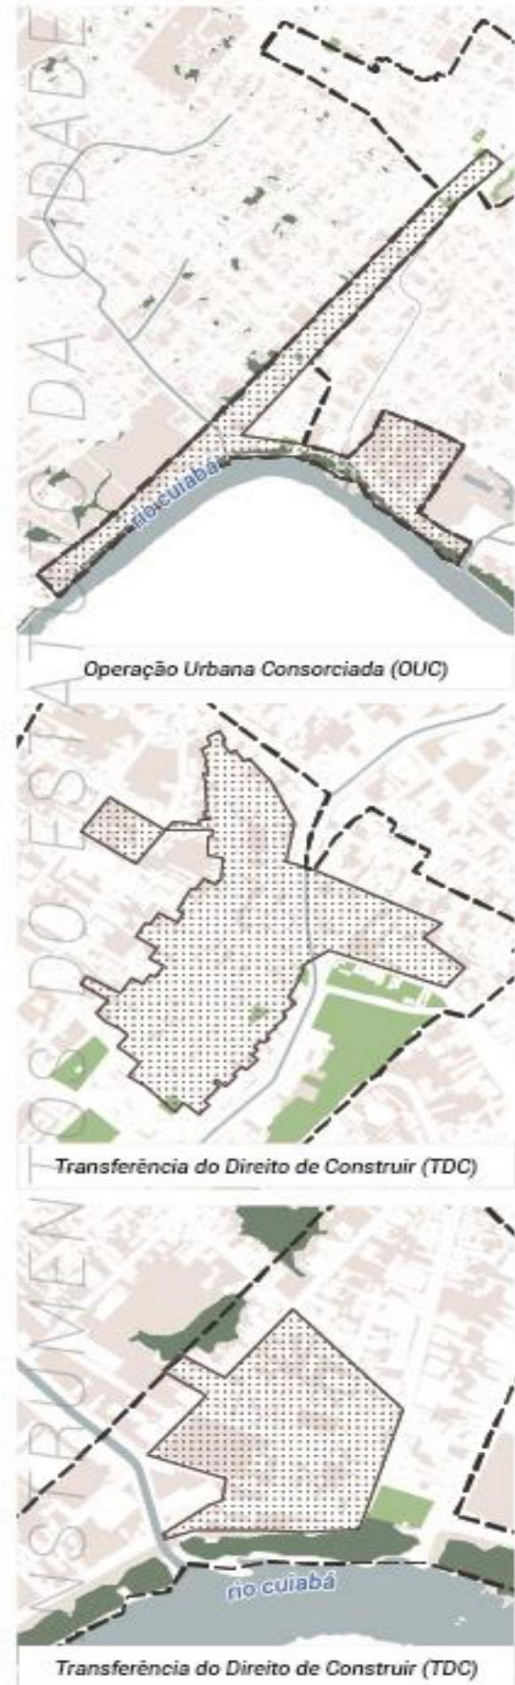 INSTRUMENTOS DO ESTATUTO DA CIDADE
rio cuiabá
Operação Urbana Consorciada (OUC)
Transferência do Direito de Construir (TDC)
rio cuiabá
Transferência do Direito de Construir (TDC)